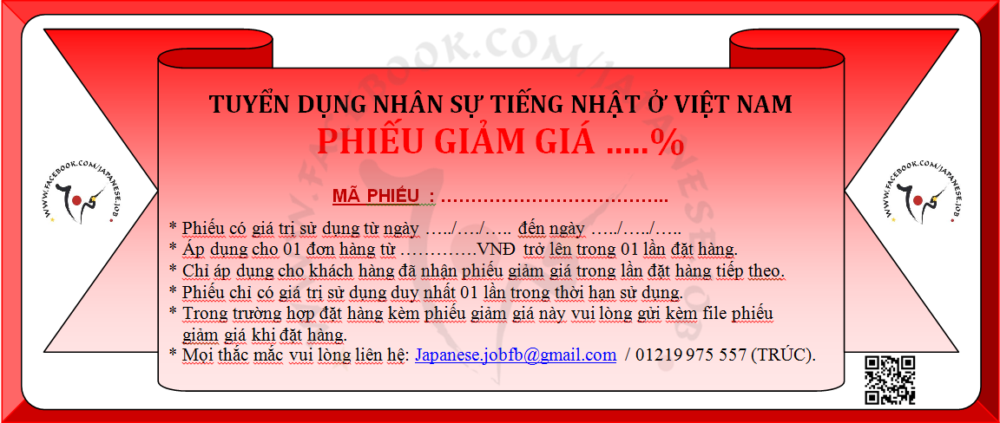 TUYỂN DỤNG NHÂN SỰ TIẾNG NHẬT Ở VIỆT NAM
PHIẾU GIẢM GIÁ .....%
MÃ PHIẾU : ………………………………..
* Phiếu có giá trị sử dụng từ ngày …../…./….. đến ngày …../…../…..
* Áp dụng cho 01 đơn hàng từ ………….VNĐ trở lên trong 01 lần đặt hàng.
* Chỉ áp dụng cho khách hàng đã nhận phiếu giảm giá trong lần đặt hàng tiếp theo.
* Phiếu chỉ có giá trị sử dụng duy nhất 01 lần trong thời hạn sử dụng.
* Trong trường hợp đặt hàng kèm phiếu giảm giá này vui lòng gửi kèm file phiếu
giảm giá khi đặt hàng.
* Mọi thắc mắc vui lòng liên hệ: Japanese.jobfb@gmail.com / 01219 975 557 (TRÚC).
WWW.FACEBOOK.COM/JAPANESE.JOB
WWW.FACEBOOK.COM/JAPANESE.JOB
WWW.FACEBOOK.COM/JAPANESE.JOB